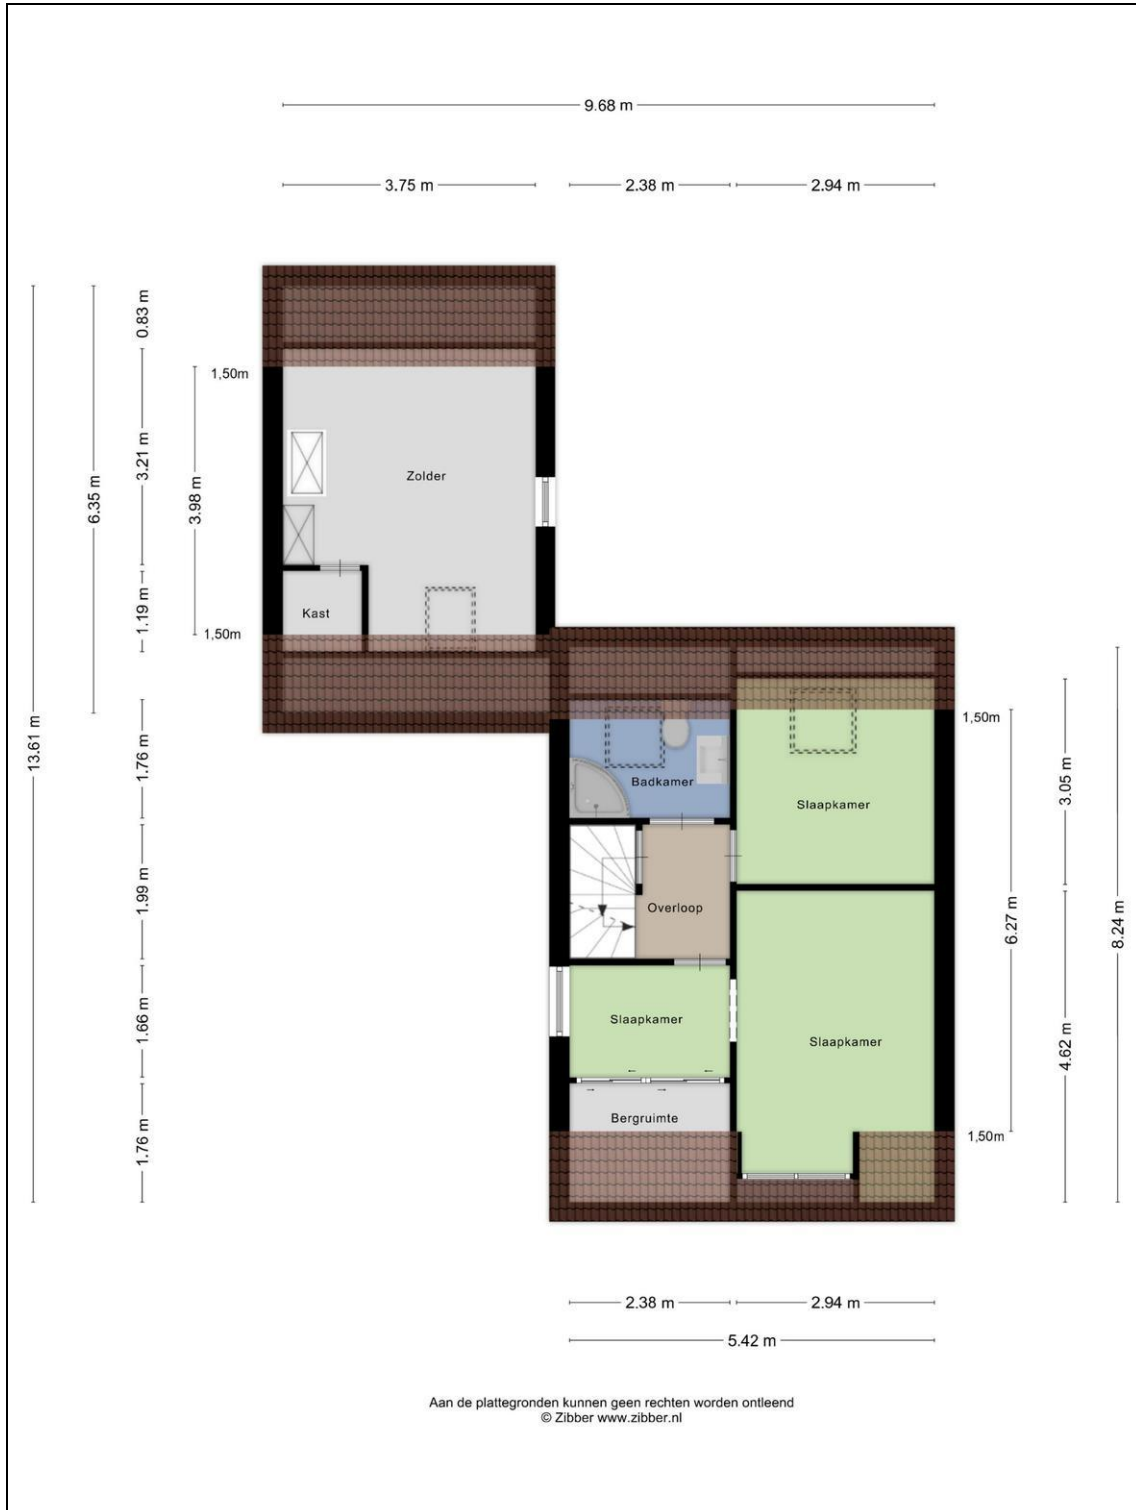 9.68 m
3.75 m
2.38 m
2.94 m
0.83 m
1,50m
3.21 m
Zolder
6.35 m
3.98 m
Kast
1.19 m
1,50m
13.61 m
1.76 m
1,50m
Badkamer
Slaapkamer
3.05 m
1.99 m
Overloop
6.27 m
8.24 m
1.66 m
Slaapkamer
Slaapkamer
4.62 m
Bergruimte
1.76 m
1,50m
2.38 m
2.94 m
5.42 m
Aan de plattegronden kunnen geen rechten worden ontleend
© Zibber www.zibber.nl